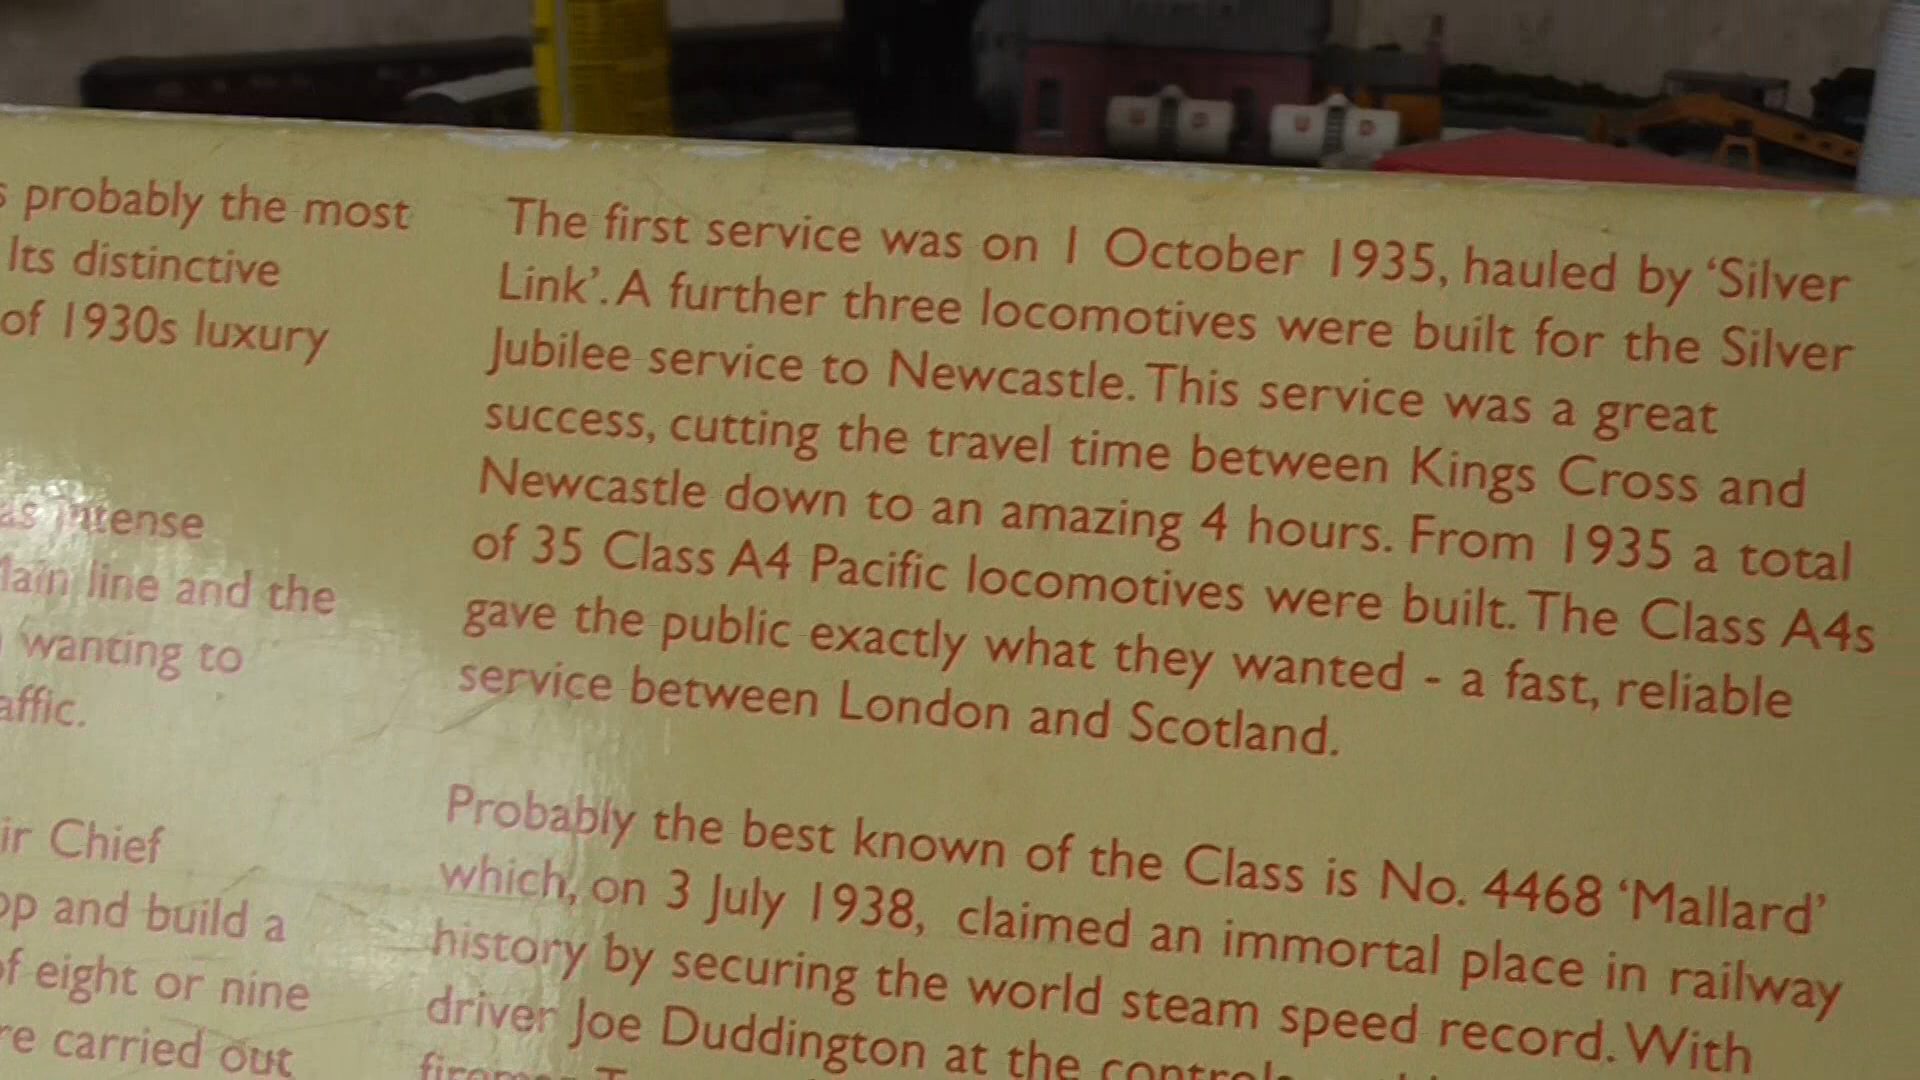 probably the most
Its distinctive
of 1930s luxury
intense
line and the
wanting to
Chief
and build a
eight or nine
carried out
The first service was on 1 October 1935, hauled by ‘Silver
Link’. A further three locomotives were built for the Silver
Jubilee service to Newcastle. This service was a great
success, cutting the travel time between Kings Cross and
Newcastle down to an amazing 4 hours. From 1935 a total
of 35 Class A4 Pacific locomotives were built. The Class A4s
gave the public exactly what they wanted - a fast, reliable
service between London and Scotland.
Probably the best known of the Class is No. 4468 ‘Mallard’
which, on 3 July 1938, claimed an immortal place in railway
history by securing the world steam speed record. With
driver Joe Duddington at the